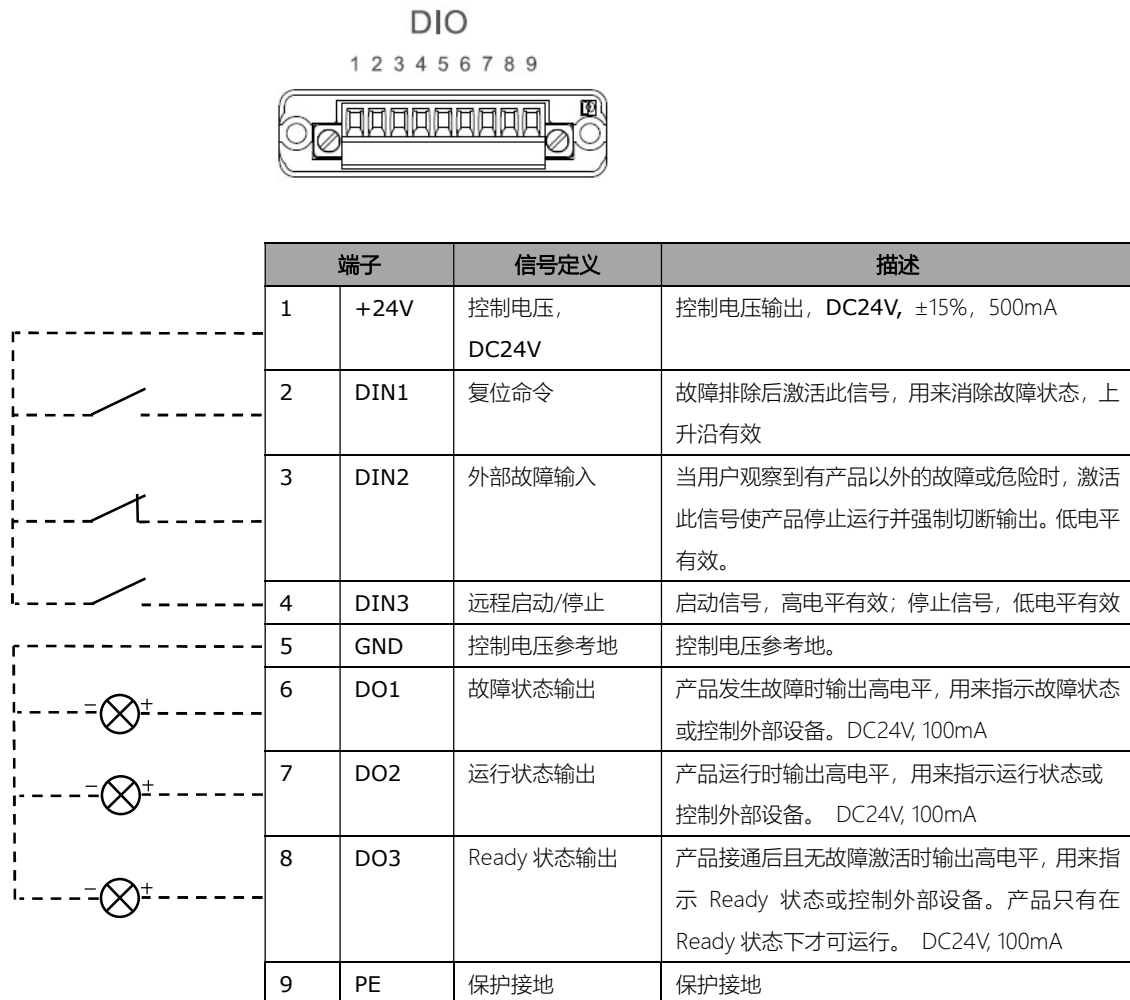 DIO
1 2 3 4 5 6 7 8 9
端子 信号定义 描述
1 +24V 控制电压, 控制电压输出，DC24V, ±15%，500mA
DC24V
2 DIN1 复位命令 故障排除后激活此信号，用来消除故障状态，上
升沿有效
3 DIN2 外部故障输入 当用户观察到有产品以外的故障或危险时，激活
此信号使产品停止运行并强制切断输出。低电平
有效。
4 DIN3 远程启动/停止 启动信号，高电平有效；停止信号，低电平有效
5 GND 控制电压参考地 控制电压参考地。
− + 6 DO1 故障状态输出 产品发生故障时输出高电平，用来指示故障状态
或控制外部设备。DC24V, 100mA
− + 7 DO2 运行状态输出 产品运行时输出高电平，用来指示运行状态或
控制外部设备。 DC24V, 100mA
− + 8 DO3 Ready 状态输出 产品接通后且无故障激活时输出高电平，用来指
示 Ready 状态或控制外部设备。产品只有在
Ready 状态下才可运行。 DC24V, 100mA
9 PE 保护接地 保护接地